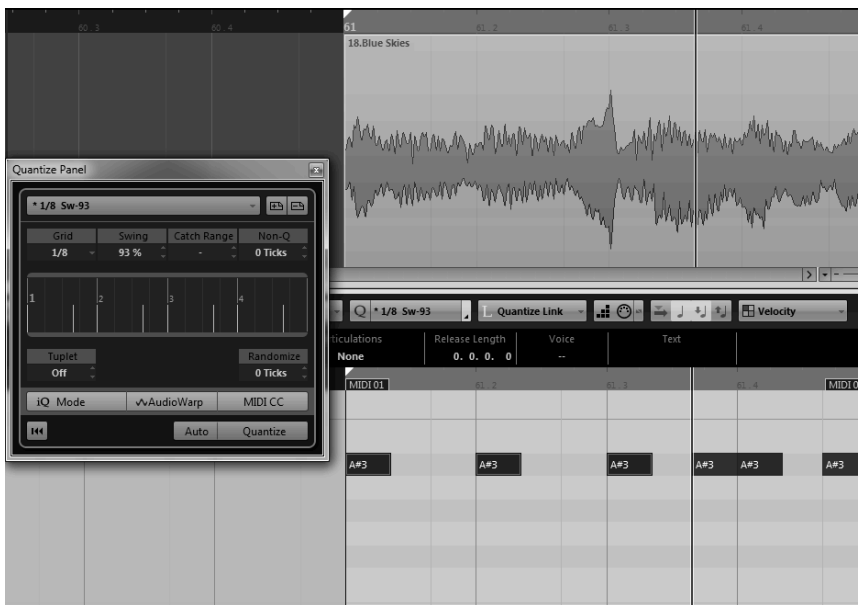 60.3 60.4 61 61.2 61.3 61.4
18.Blue Skies
Quantize Panel
* 1/8 Sw-93
Grid Swing Catch Range Non-Q
1/8 93 % - 0 Ticks
1 2 3 4
Q * 1/8 Sw-93 L Quantize Link Velocity
rticulations Release Length Voice Text
None 0. 0. 0. 0 --
Tuplet Randomize
Off 0 Ticks
MIDI 01 61.2 61.3 61.4 MIDI 0
iQ Mode AudioWarp MIDI CC
Auto Quantize
A#3 A#3 A#3 A#3 A#3 A#3